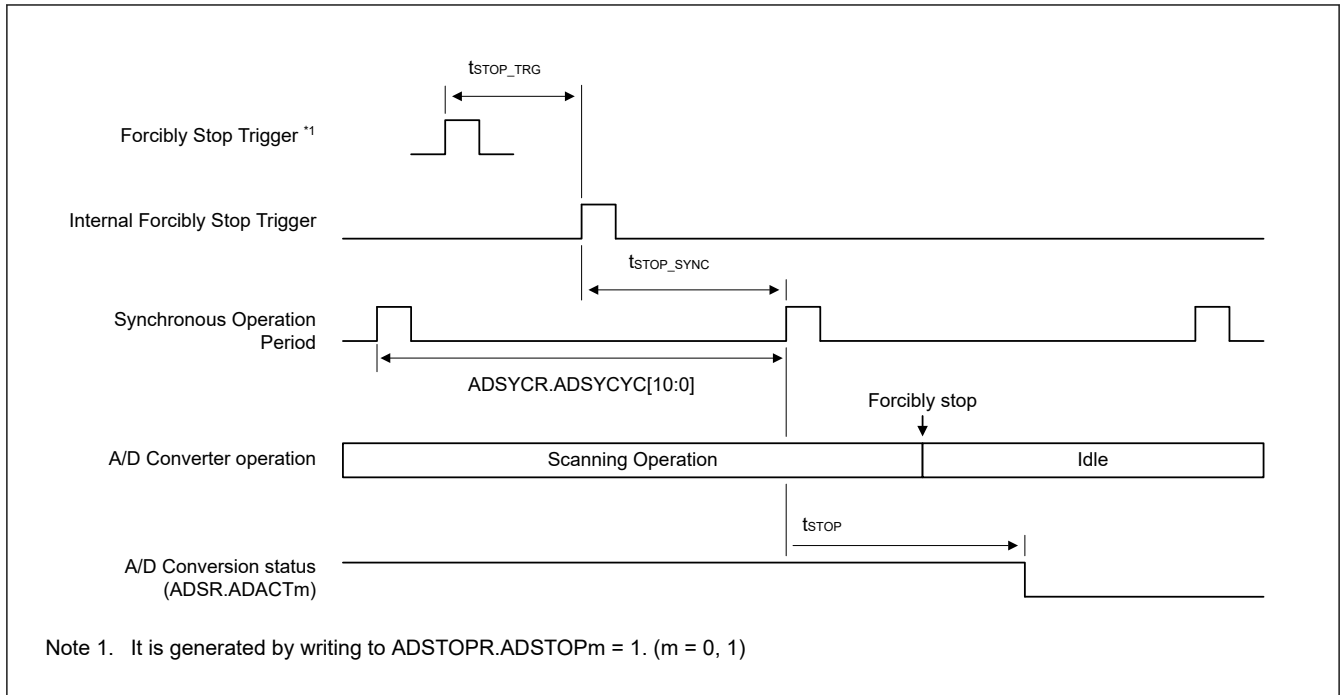 tSTOP_TRG
Forcibly Stop Trigger *1
Internal Forcibly Stop Trigger
tSTOP_SYNC
Synchronous Operation
Period
ADSYCR.ADSYCYC[10:0]
Forcibly stop
A/D Converter operation
Scanning Operation
Idle
tSTOP
A/D Conversion status
(ADSR.ADACTm)
Note 1. It is generated by writing to ADSTOPR.ADSTOPm = 1. (m = 0, 1)